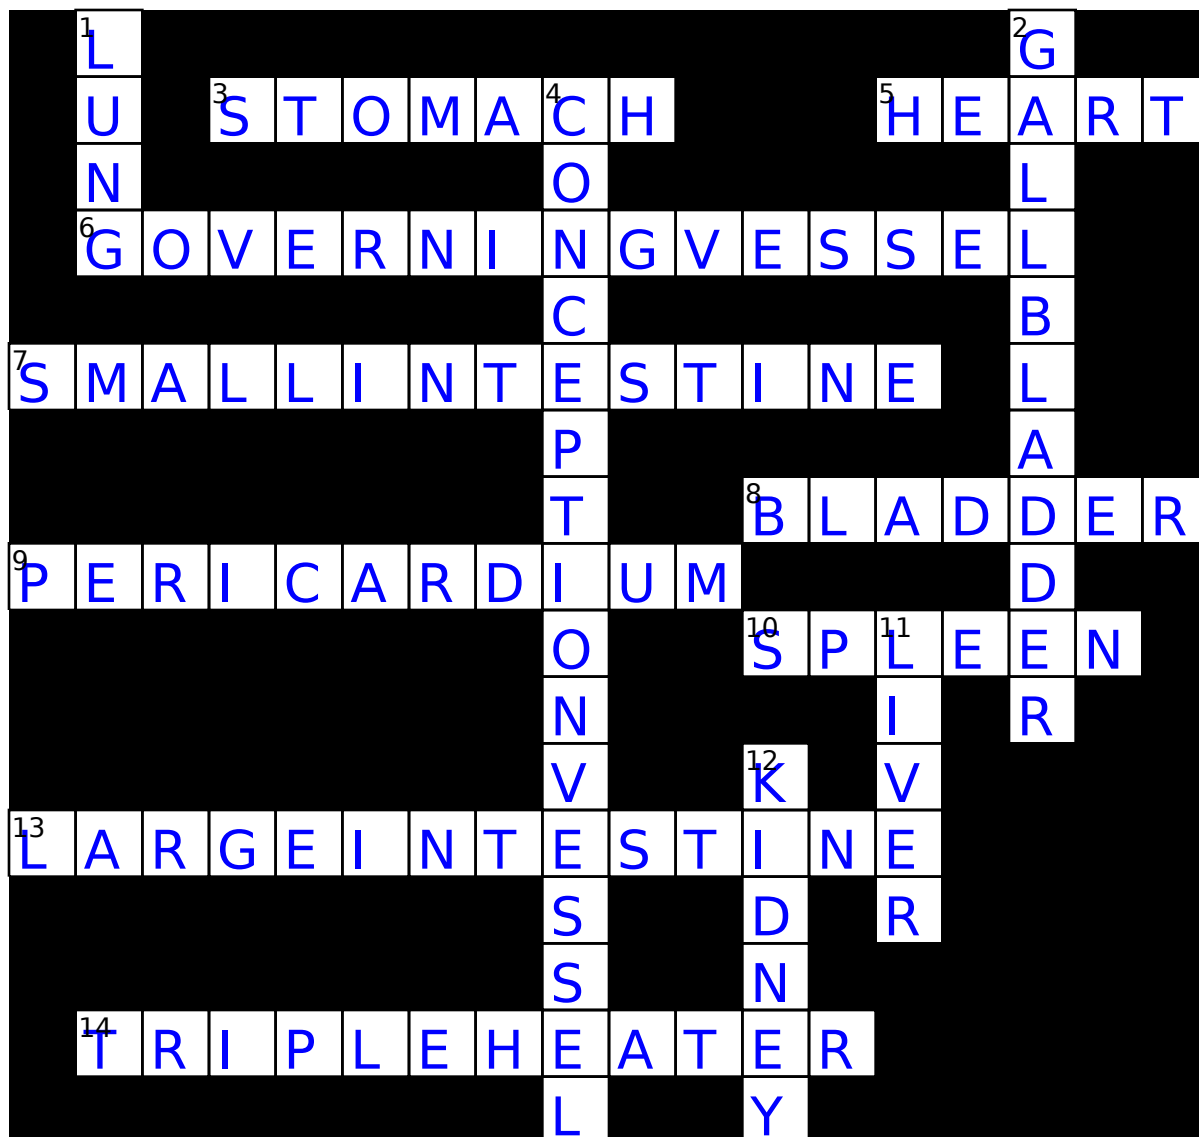 1 L 2 G
U 3 S T O M A 4 C H 5 H E A R T
N O L
6 G O V E R N I N G V E S S E L
C B
7 S M A L L I N T E S T I N E L
P A
T 8 B L A D D E R
9 P E R I C A R D I U M D
O 10 S P 11 L E E N
N I R
V 12 K V
13 L A R G E I N T E S T I N E
S D R
S N
14 T R I P L E H E A T E R
L Y